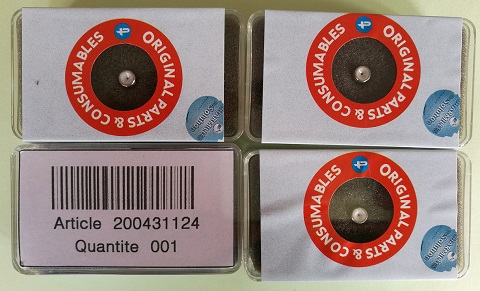 ORIGINAL PARTS & CONSUMABLES
ORIGINAL PARTS & CONSUMABLES
Article 200431124
Quantite 001
ORIGINAL PARTS & CONSUMABLES